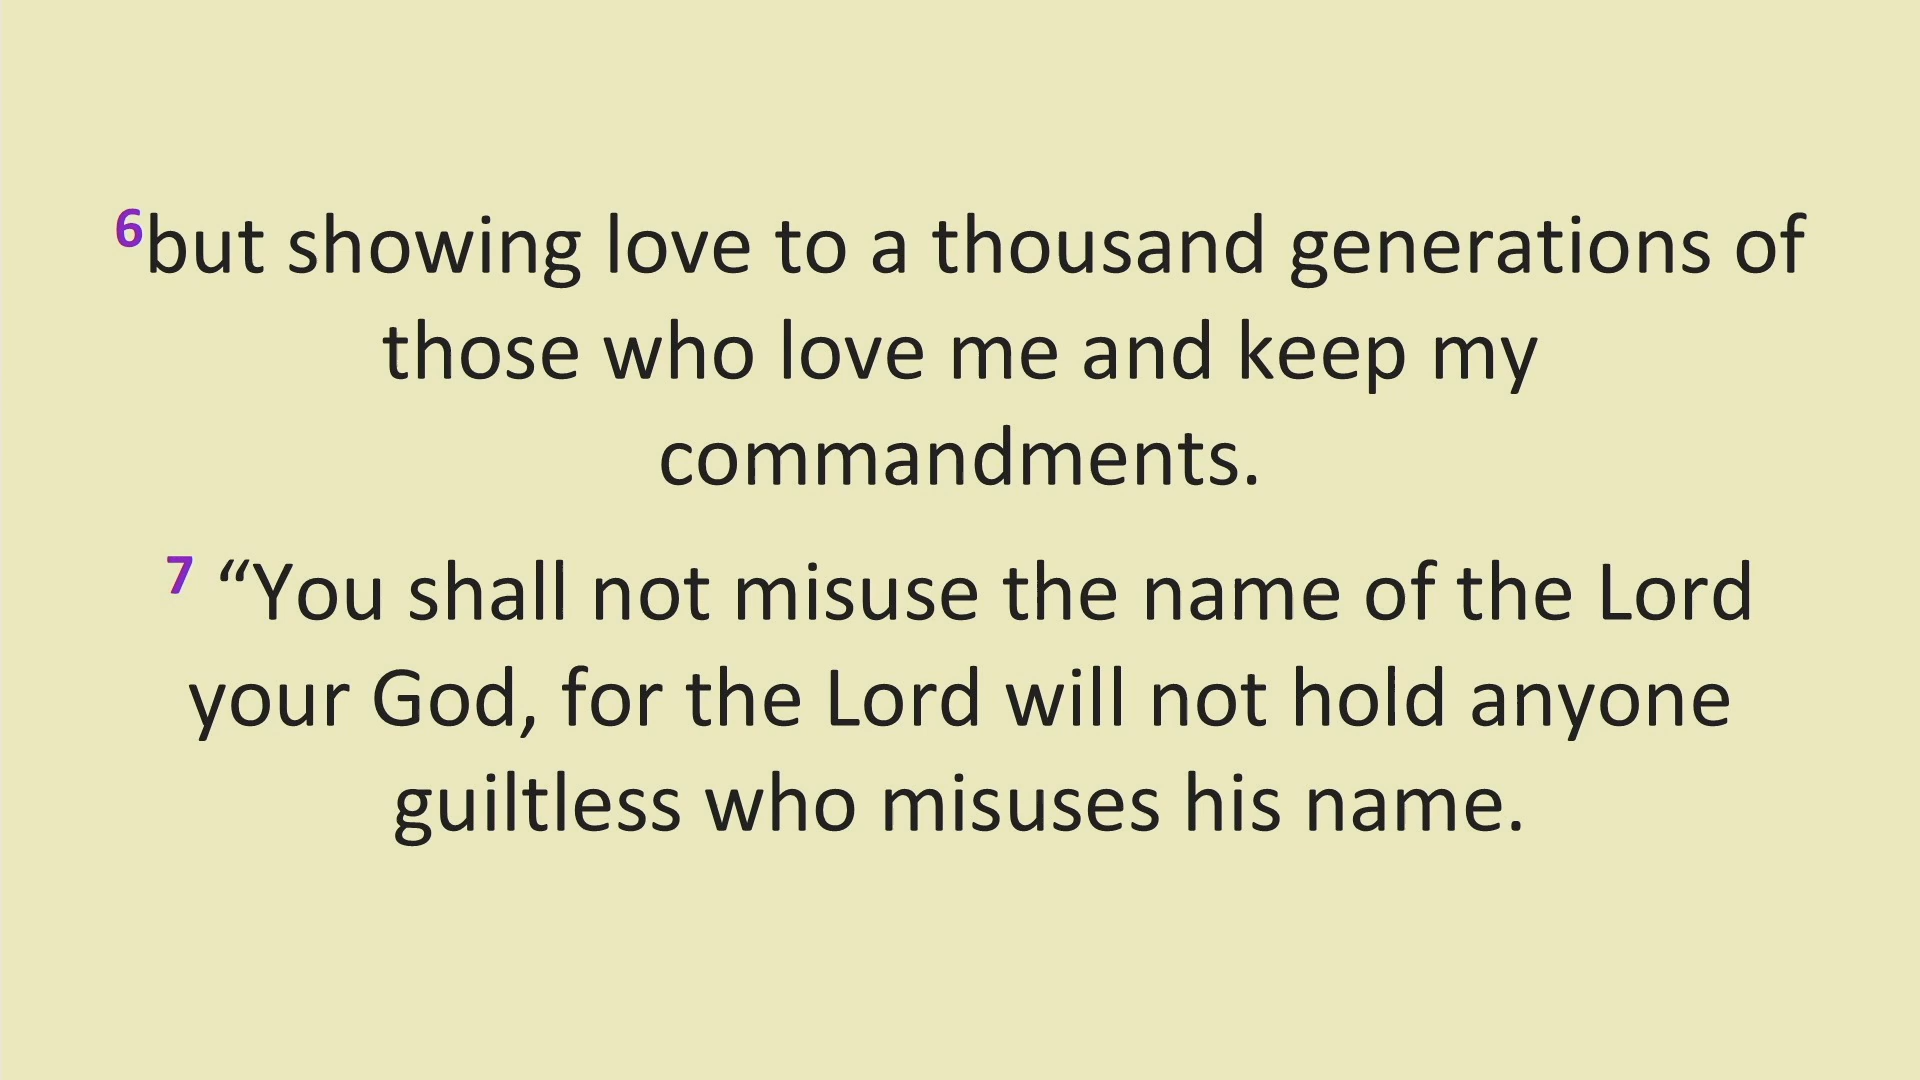 6but showing love to a thousand generations of
those who love me and keep my
commandments.
7 “You shall not misuse the name of the Lord
your God, for the Lord will not hold anyone
guiltless who misuses his name.